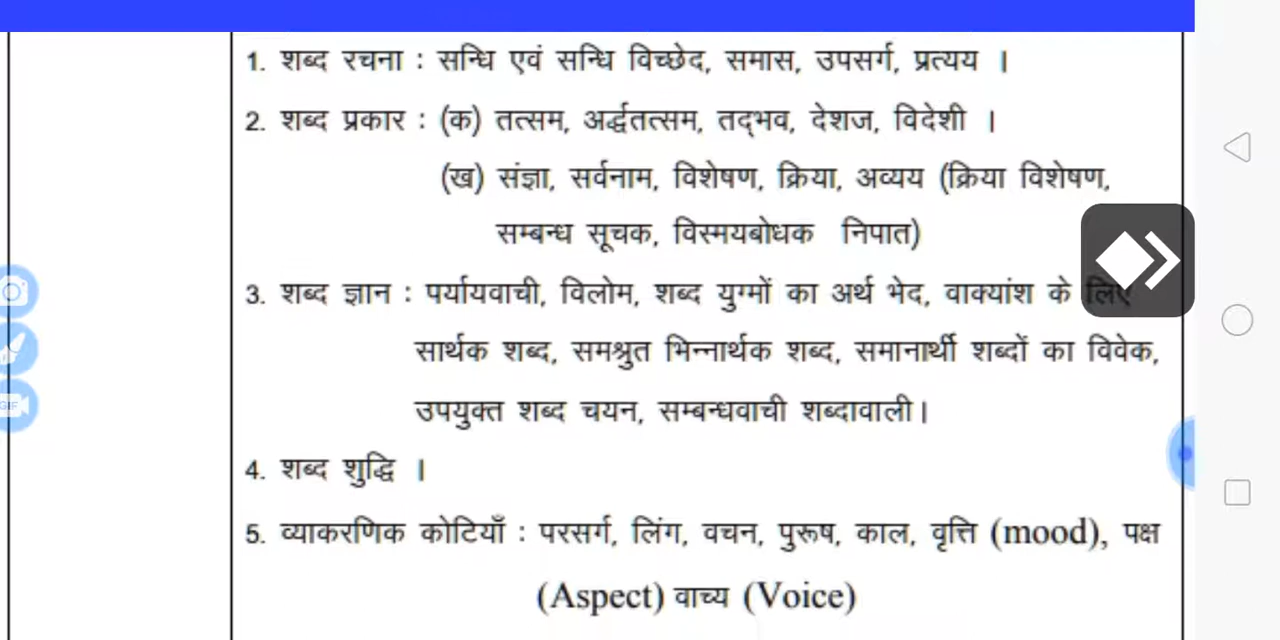 1. शब्द रचना : सन्धि एवं सन्धि विच्छेद, समास, उपसर्ग, प्रत्यय ।
2. शब्द प्रकार : (क) तत्सम, अर्द्धतत्सम, तद्भव, देशज, विदेशी ।
(ख) संज्ञा, सर्वनाम, विशेषण, क्रिया, अव्यय (क्रिया विशेषण,
सम्बन्ध सूचक, विस्मयबोधक निपात)
3. शब्द ज्ञान : पर्यायवाची, विलोम, शब्द युग्मों का अर्थ भेद, वाक्यांश के लिए
सार्थक शब्द, समश्रुत भिन्नार्थक शब्द, समानार्थी शब्दों का विवेक,
उपयुक्त शब्द चयन, सम्बन्धवाची शब्दावाली।
4. शब्द शुद्धि ।
5. व्याकरणिक कोटियाँ : परसर्ग, लिंग, वचन, पुरूष, काल, वृत्ति (mood), पक्ष
(Aspect) वाच्य (Voice)
GIF